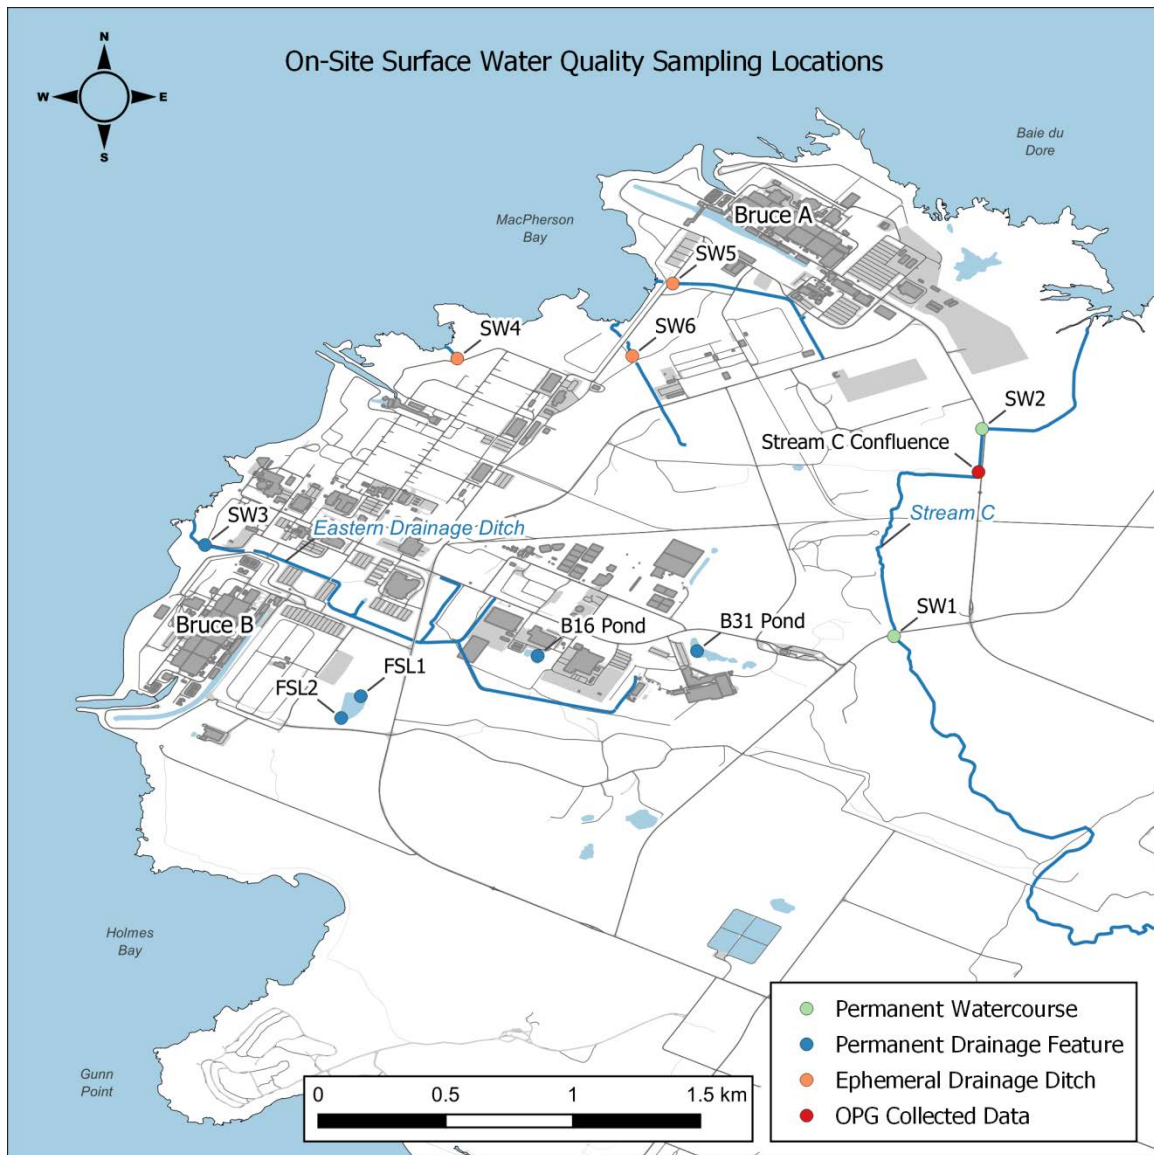 On-Site Surface Water Quality Sampling Locations
N
W
E
S
Baie du
Dore
MacPherson
Bay
Bruce A
SW5
SW4
SW6
SW2
Stream C Confluence
SW3
Eastern Drainage Ditch
Stream C
SW1
Bruce B
B16 Pond
B31 Pond
FSL1
FSL2
Holmes
Bay
Gunn
Point
Permanent Watercourse
Permanent Drainage Feature
Ephemeral Drainage Ditch
OPG Collected Data
0 0.5 1 1.5 km